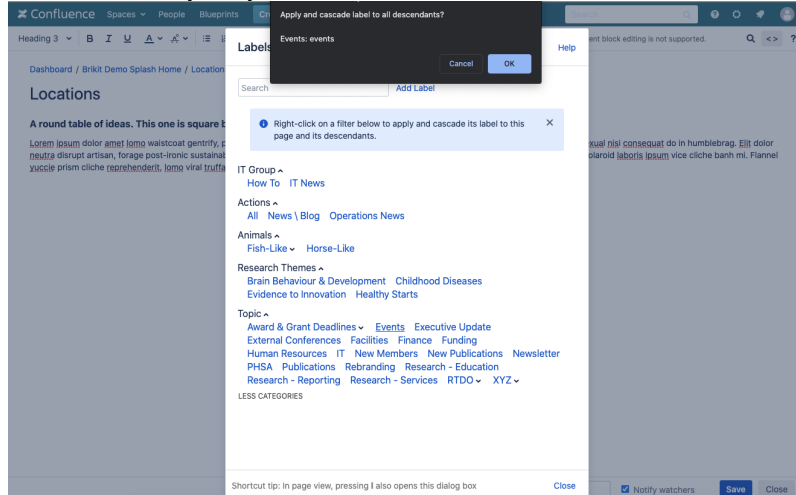 Confluence Spaces People Blueprints Cr
Apply and cascade label to all descendants?
Events: events
Cancel OK
Heading 3 B I U A
Labels
Help
ent block editing is not supported.
<> ?
Dashboard / Brikit Demo Splash Home / Location
Search
Add Label
Locations
Right-click on a filter below to apply and cascade its label to this
page and its descendants.
A round table of ideas. This one is square b
Lorem ipsum dolor amet lomo waistcoat gentrify, p
xual nisi consequat do in humblebrag. Elit dolor
neutra disrupt artisan, forage post-ironic sustainab
olaroid laboris ipsum vice cliche banh mi. Flannel
yuccie prism cliche reprehenderit, lomo viral truffa
IT Group
How To IT News
Actions
All News \ Blog Operations News
Animals
Fish-Like Horse-Like
Research Themes
Brain Behaviour & Development Childhood Diseases
Evidence to Innovation Healthy Starts
Topic
Award & Grant Deadlines Events Executive Update
External Conferences Facilities Finance Funding
Human Resources IT New Members New Publications Newsletter
PHSA Publications Rebranding Research - Education
Research - Reporting Research - Services RTDO XYZ
LESS CATEGORIES
Shortcut tip: In page view, pressing l also opens this dialog box
Close
Notify watchers
Save Close